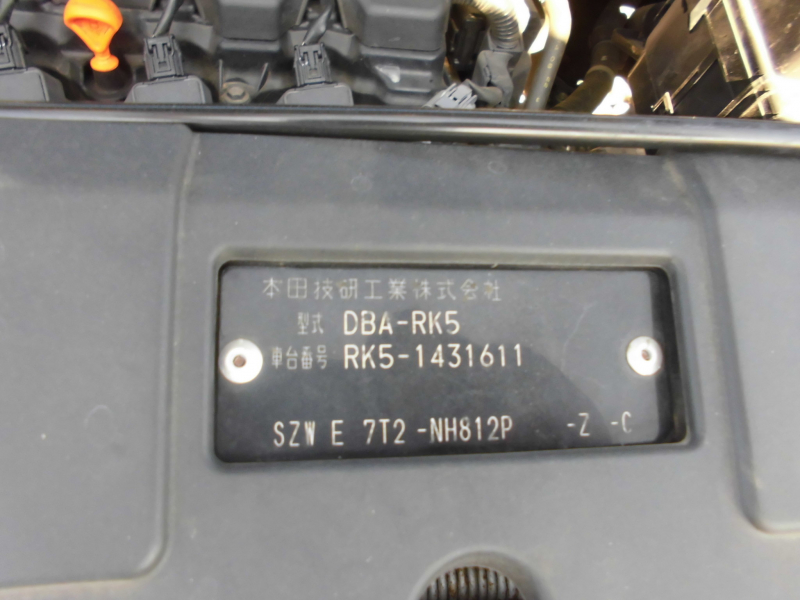 本田技研工業株式会社
型式 DBA-RK5
車台番号 RK5-1431611
SZW E 7T2 -NH812P -Z -C